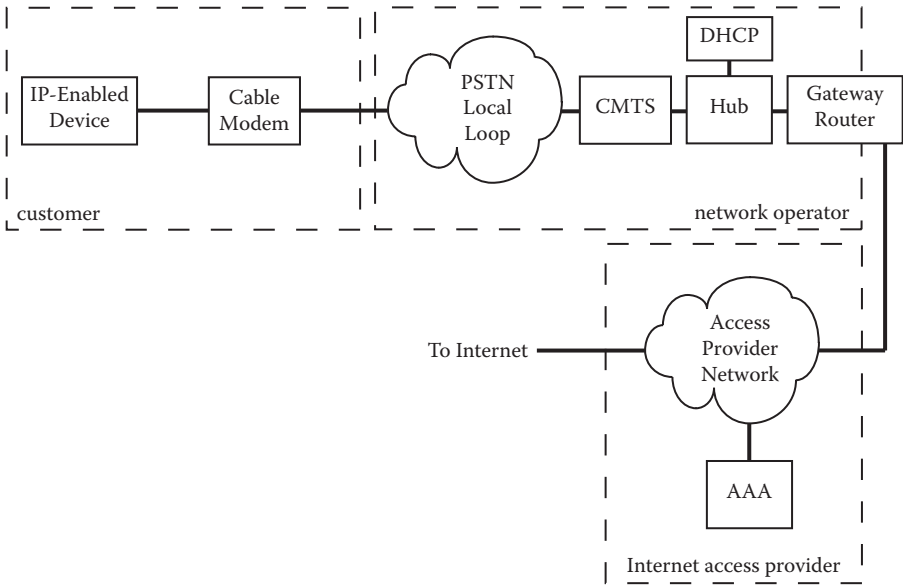 IP-Enabled
Device
Cable
Modem
PSTN
Local
Loop
CMTS
DHCP
Hub
Gateway
Router
customer
network operator
To Internet
Access
Provider
Network
AAA
Internet access provider